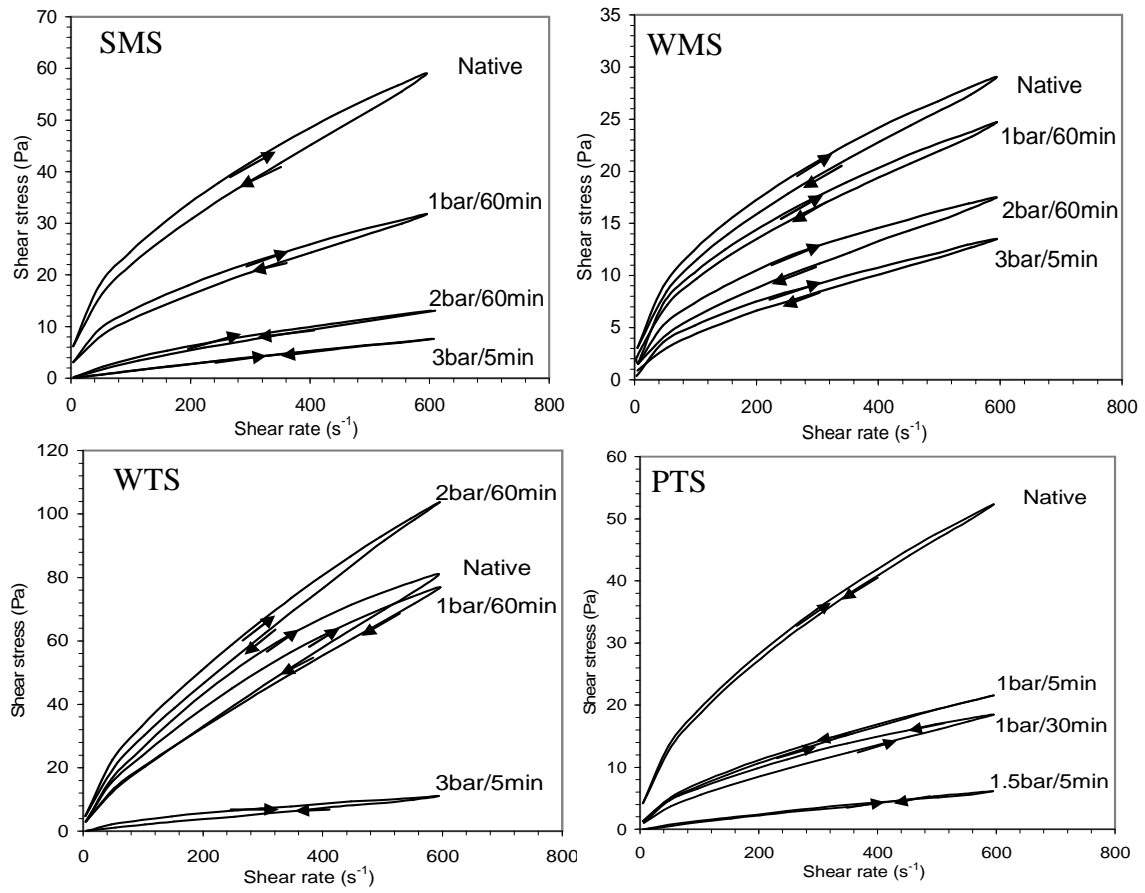 SMS
Native
1bar/60min
2bar/60min
3bar/5min
Shear stress (Pa)
70
60
50
40
30
20
10
0
0
200
400
600
800
Shear rate (s⁻¹)
WMS
Native
1bar/60min
2bar/60min
3bar/5min
Shear stress (Pa)
35
30
25
20
15
10
5
0
0
200
400
600
800
Shear rate (s⁻¹)
WTS
2bar/60min
Native
1bar/60min
3bar/5min
Shear stress (Pa)
120
100
80
60
40
20
0
0
200
400
600
800
Shear rate (s⁻¹)
PTS
Native
1bar/5min
1bar/30min
1.5bar/5min
Shear stress (Pa)
60
50
40
30
20
10
0
0
200
400
600
800
Shear rate (s⁻¹)